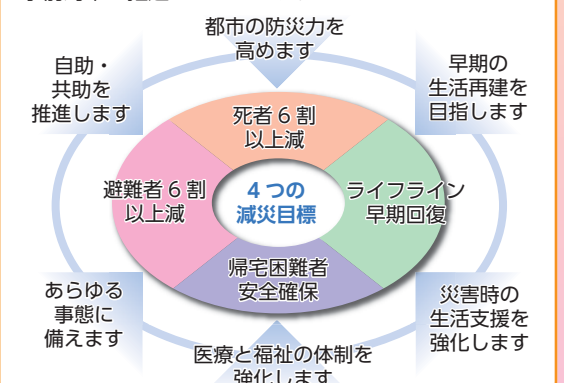 都市の防災力を
高めます
自助・
共助を
推進します
早期の
生活再建を
目指します
死者6割
以上減
避難者6割
以上減
4つの
減災目標
ライフライン
早期回復
帰宅困難者
安全確保
あらゆる
事態に
備えます
災害時の
生活支援を
強化します
医療と福祉の体制を
強化します